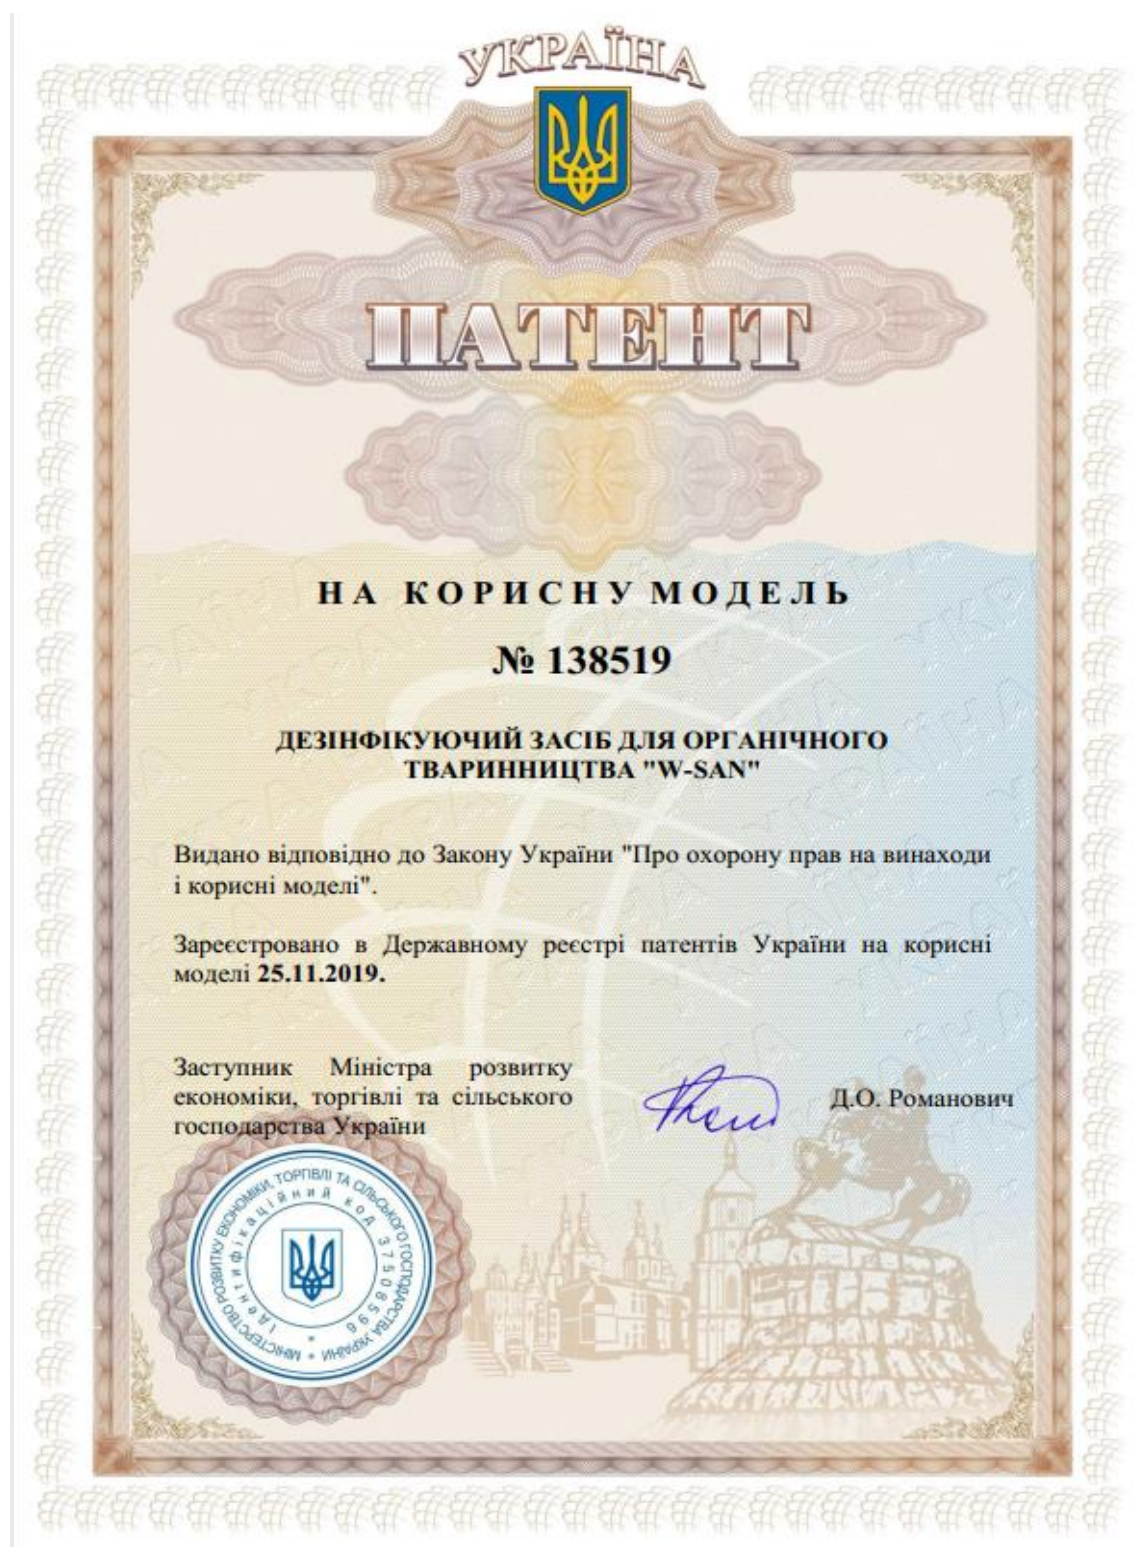 УКРАЇНА
ПАТЕНТ
НА КОРИСНУ МОДЕЛЬ
№ 138519
ДЕЗІНФІКУЮЧИЙ ЗАСІБ ДЛЯ ОРГАНІЧНОГО
ТВАРИННИЦТВА "W-SAN"
Видано відповідно до Закону України "Про охорону прав на винаходи
і корисні моделі".
Зареєстровано в Державному реєстрі патентів України на корисні
моделі 25.11.2019.
Заступник Міністра розвитку
економіки, торгівлі та сільського
господарства України
Д.О. Романович
МІНІСТЕРСТВО РОЗВИТКУ ЕКОНОМІКИ, ТОРГІВЛІ ТА СІЛЬСЬКОГО ГОСПОДАРСТВА УКРАЇНИ *
Ідентифікаційний код 37508596 *